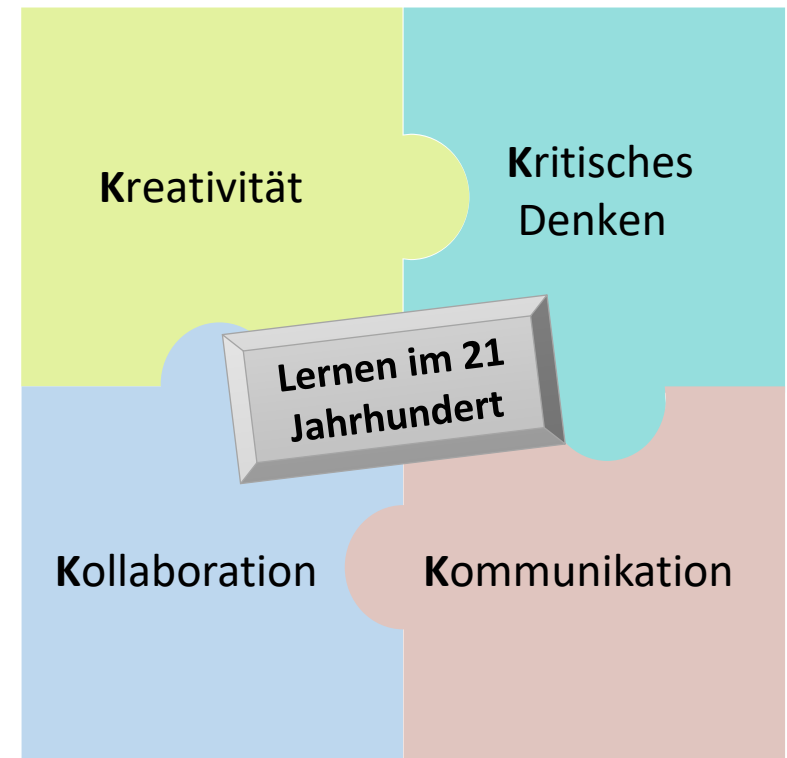 Kreativität
Kritisches
Denken
Lernen im 21
Jahrhundert
Kollaboration
Kommunikation